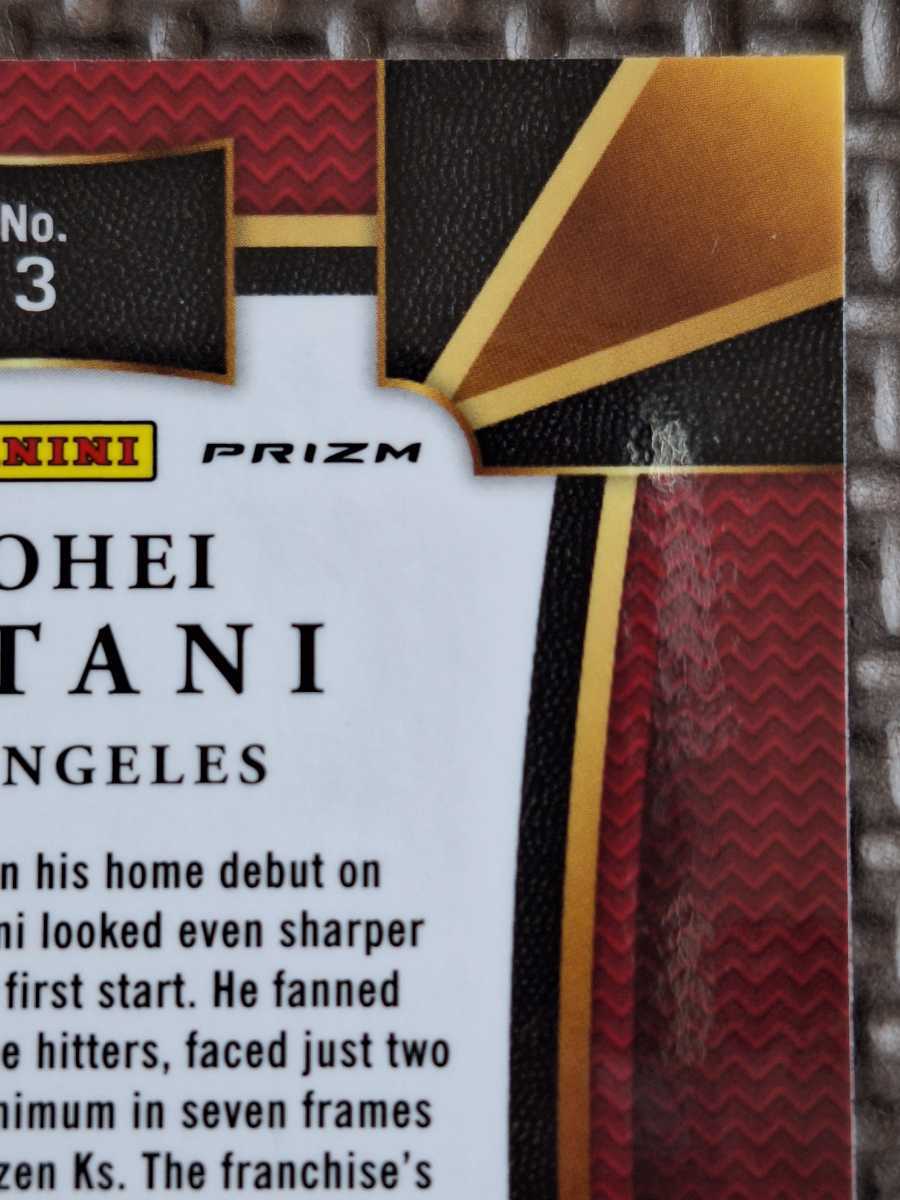 No.
3
NINI PRIZM
OHEI
TANI
NGELES
n his home debut on
ni looked even sharper
first start. He fanned
e hitters, faced just two
nimum in seven frames
zen Ks. The franchise's